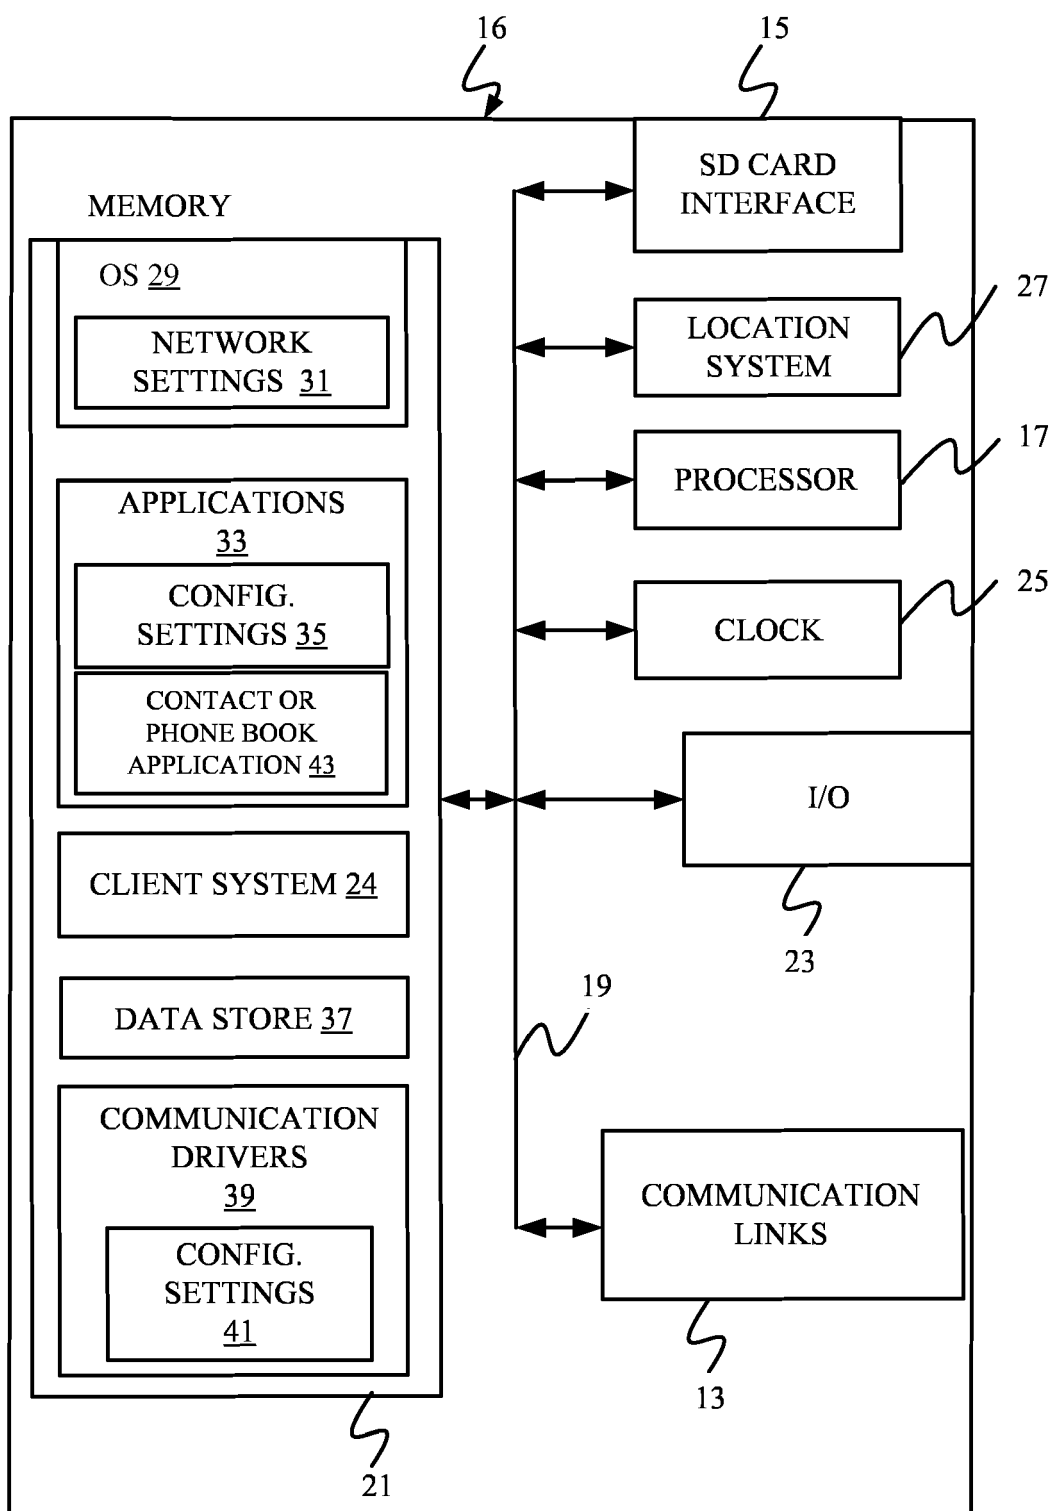 16
15
SD CARD
INTERFACE
MEMORY
OS 29
NETWORK
SETTINGS 31
APPLICATIONS
33
CONFIG.
SETTINGS 35
CONTACT OR
PHONE BOOK
APPLICATION 43
CLIENT SYSTEM 24
DATA STORE 37
COMMUNICATION
DRIVERS
39
CONFIG.
SETTINGS
41
21
27
LOCATION
SYSTEM
17
PROCESSOR
25
CLOCK
I/O
23
19
COMMUNICATION
LINKS
13